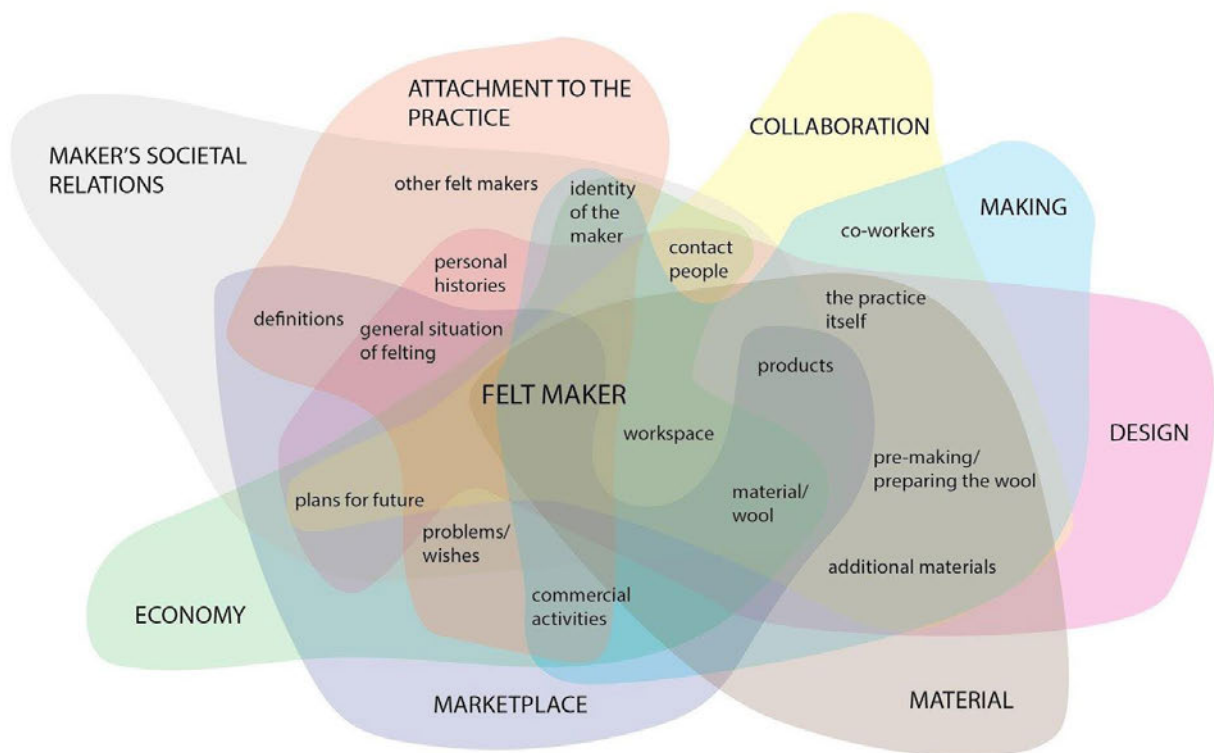 ATTACHMENT TO THE
PRACTICE
COLLABORATION
MAKER'S SOCIETAL
RELATIONS
other felt makers
identity
of the
maker
MAKING
co-workers
contact
people
personal
histories
the practice
itself
definitions
general situation
of felting
products
FELT MAKER
workspace
DESIGN
pre-making/
preparing the wool
plans for future
material/
wool
problems/
wishes
additional materials
commercial
activities
ECONOMY
MARKETPLACE
MATERIAL